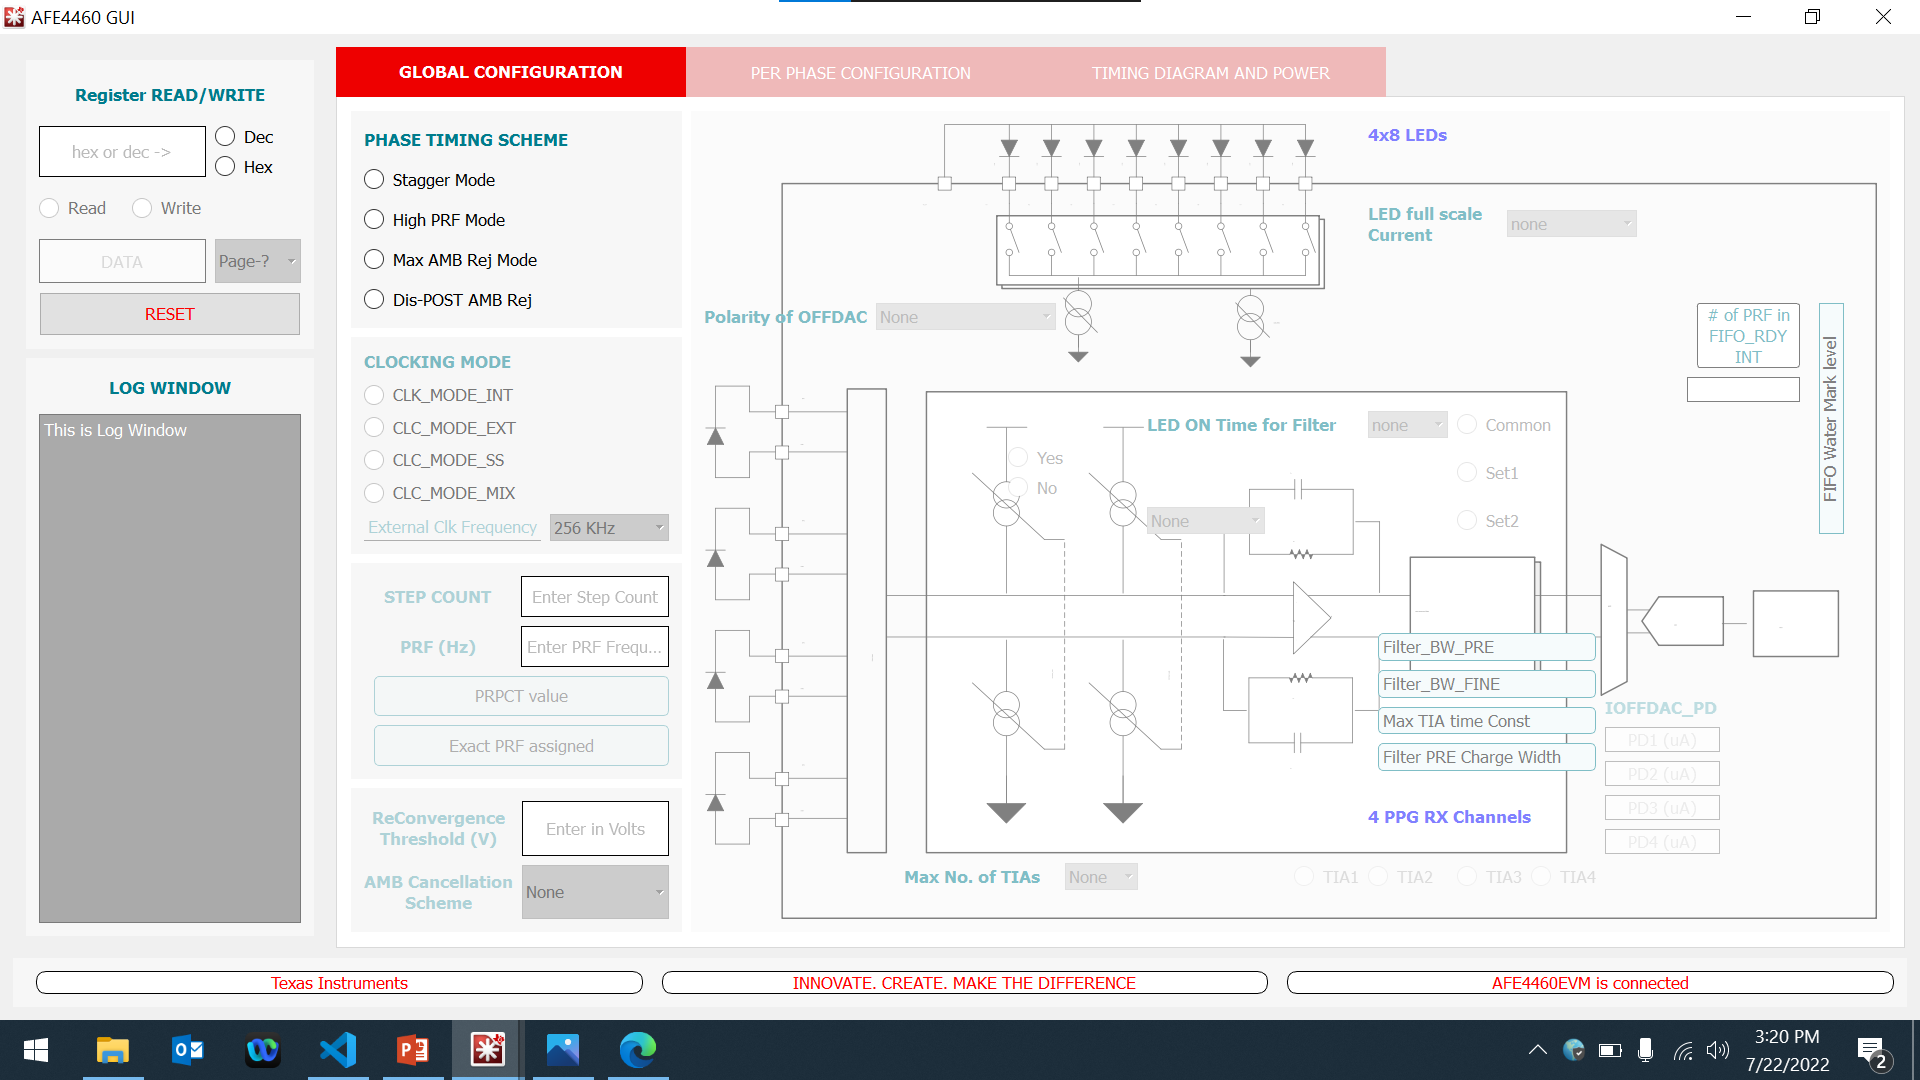 AFE4460 GUI
Register READ/WRITE
hex or dec ->
Dec
Hex
Read
Write
DATA
Page-?
RESET
LOG WINDOW
This is Log Window
GLOBAL CONFIGURATION
PER PHASE CONFIGURATION
TIMING DIAGRAM AND POWER
PHASE TIMING SCHEME
Stagger Mode
High PRF Mode
Max AMB Rej Mode
Dis-POST AMB Rej
CLOCKING MODE
CLK_MODE_INT
CLC_MODE_EXT
CLC_MODE_SS
CLC_MODE_MIX
External Clk Frequency
256 KHz
STEP COUNT
Enter Step Count
PRF (Hz)
Enter PRF Frequ...
PRPCT value
Exact PRF assigned
ReConvergence
Threshold (V)
Enter in Volts
AMB Cancellation
Scheme
None
4x8 LEDs
LED full scale
Current
none
Polarity of OFFDAC
None
# of PRF in
FIFO_RDY
INT
FIFO Water Mark level
LED ON Time for Filter
none
Common
Yes
No
Set1
None
Set2
Filter_BW_PRE
Filter_BW_FINE
Max TIA time Const
Filter PRE Charge Width
IOFFDAC_PD
PD1 (uA)
PD2 (uA)
PD3 (uA)
PD4 (uA)
4 PPG RX Channels
Max No. of TIAs
None
TIA1
TIA2
TIA3
TIA4
Texas Instruments
INNOVATE. CREATE. MAKE THE DIFFERENCE
AFE4460EVM is connected
3:20 PM
7/22/2022
2